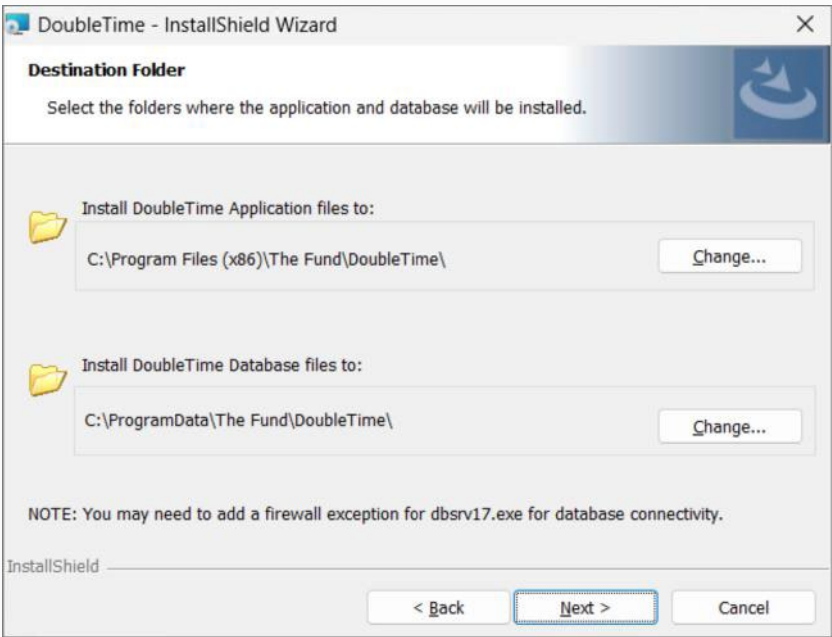 DoubleTime - InstallShield Wizard
Destination Folder
Select the folders where the application and database will be installed.
Install DoubleTime Application files to:
C:\Program Files (x86)\The Fund\DoubleTime\
Change...
Install DoubleTime Database files to:
C:\ProgramData\The Fund\DoubleTime\
Change...
NOTE: You may need to add a firewall exception for dbsrv17.exe for database connectivity.
InstallShield
< Back
Next >
Cancel